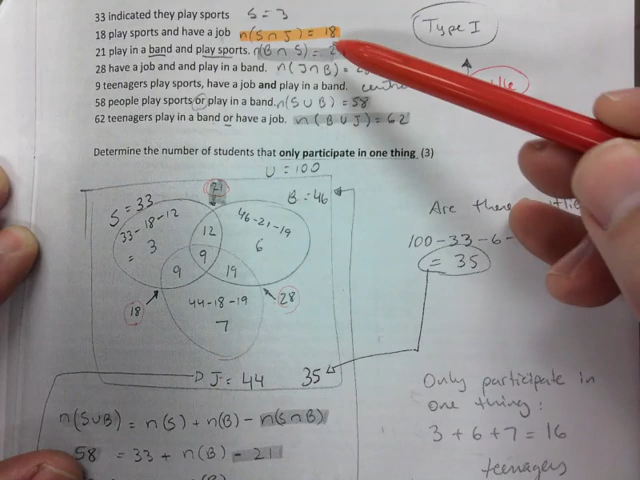 33 indicated they play sports S = 3
18 play sports and have a job n(S ∩ J) = 18
21 play in a band and play sports. n(B ∩ S) = 2
28 have a job and play in a band. n(J∩B) =
9 teenagers play sports, have a job and play in a band.
58 people play sports or play in a band. n(S∪B) = 58
62 teenagers play in a band or have a job. n(B∪J) = 62
Type I
Determine the number of students that only participate in one thing. (3)
U = 100
21
S = 33
B = 46
33-18-12
= 3
12
46-21-19
6
9
9
19
18
28
44-18-19
7
J = 44
35
Are there
100-33-6-
= 35
Only participate in
one thing:
3 + 6 + 7 = 16
teenagers
n(S∪B) = n(S) + n(B) - n(S∩B)
58 = 33 + n(B) - 21